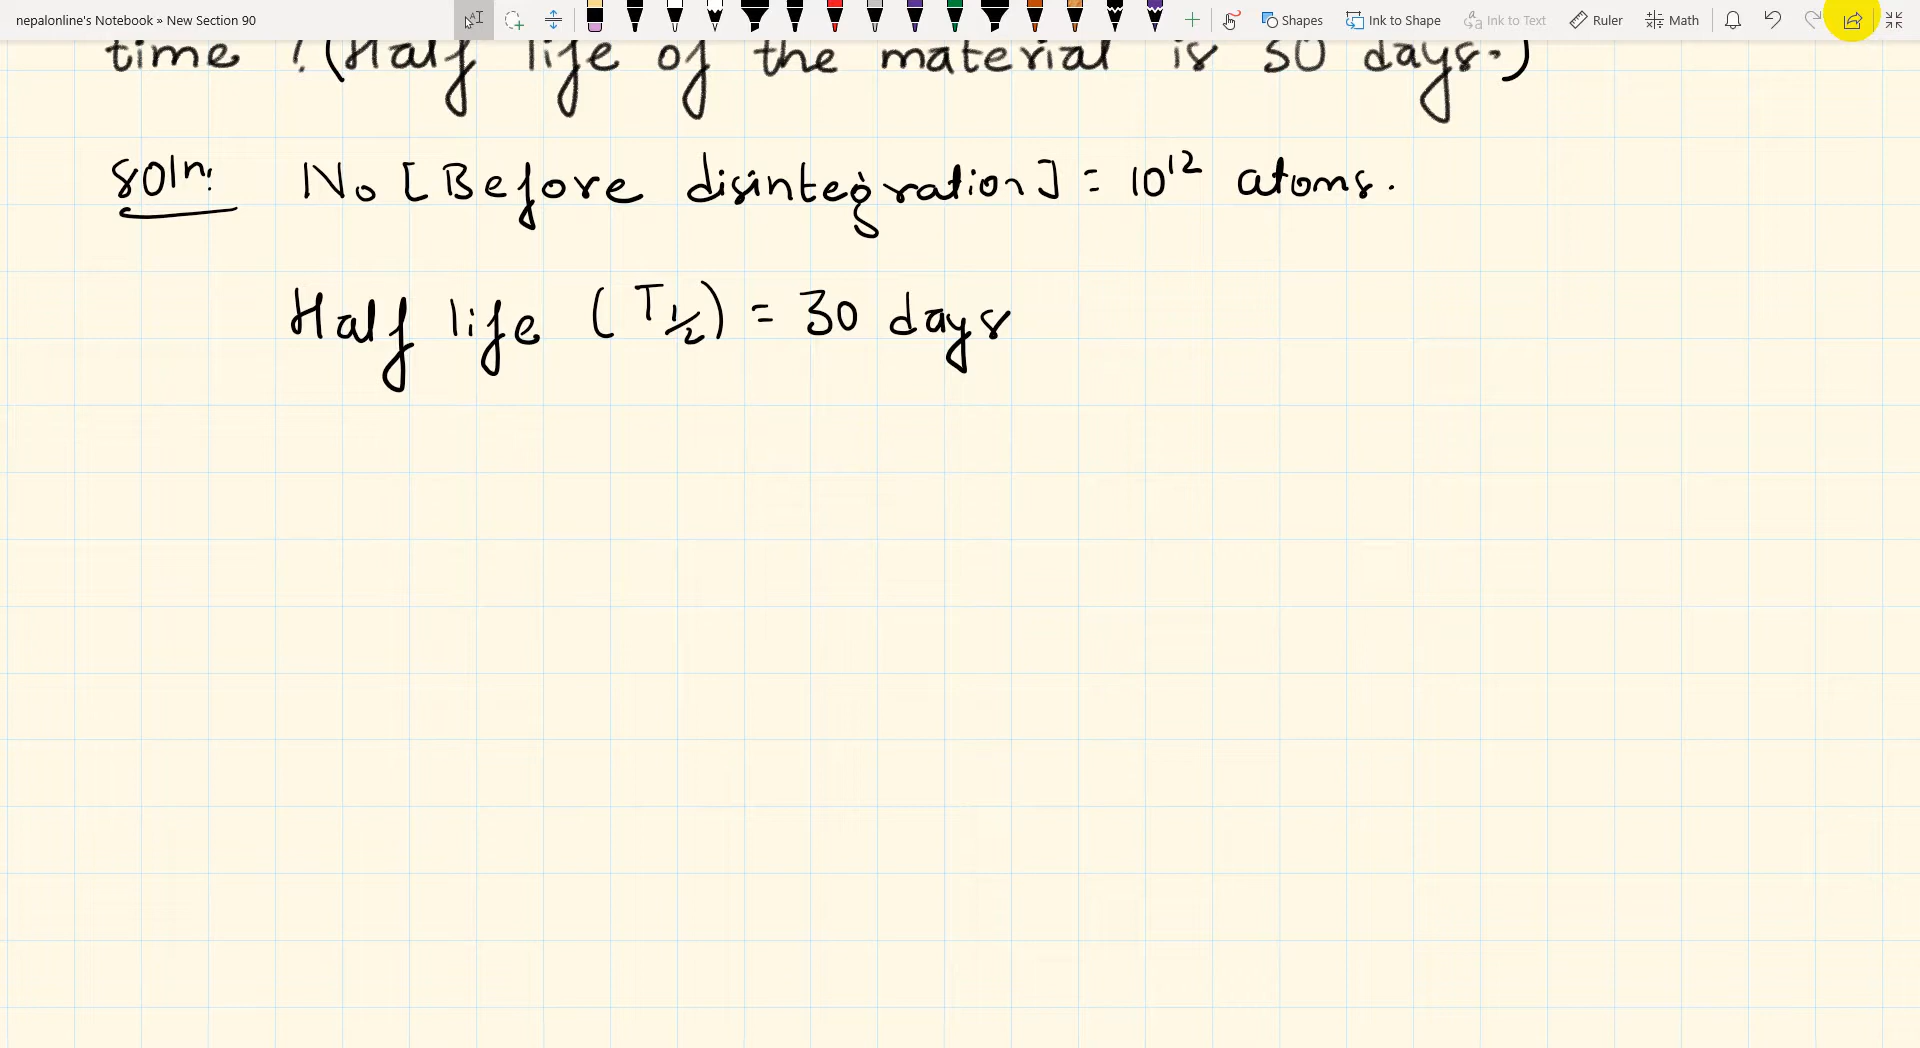 nepalonline's Notebook » New Section 90
Shapes Ink to Shape Ink to Text Ruler Math
time ? (Half life of the material is 30 days.)
Soln: No [Before disintegration] = 10¹² atoms.
Half life (T½) = 30 days